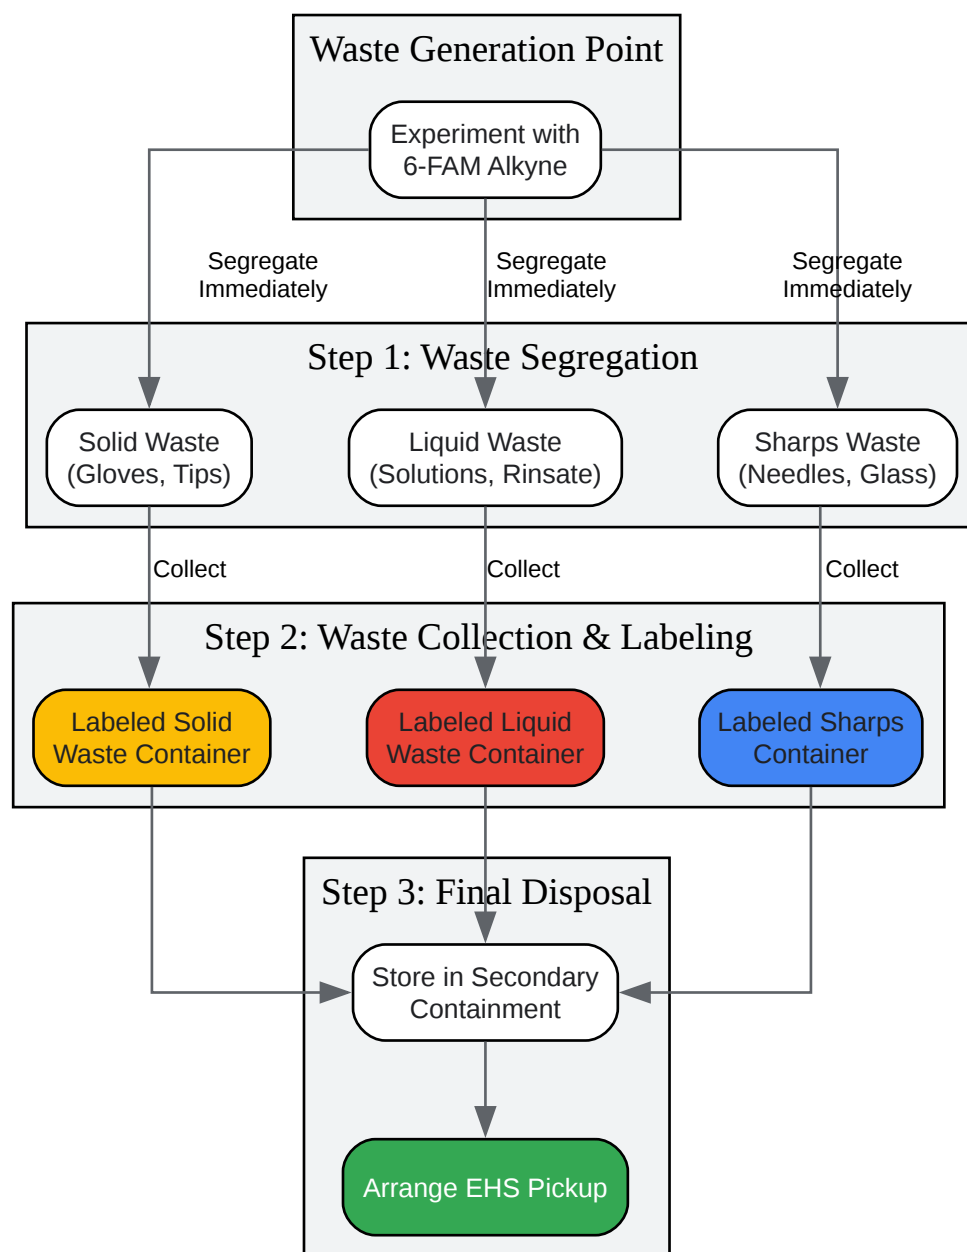 Waste Generation Point
Experiment with
6-FAM Alkyne
Segregate
Immediately
Segregate
Immediately
Segregate
Immediately
Step 1: Waste Segregation
Solid Waste
(Gloves, Tips)
Liquid Waste
(Solutions, Rinsate)
Sharps Waste
(Needles, Glass)
Collect
Collect
Collect
Step 2: Waste Collection & Labeling
Labeled Solid
Waste Container
Labeled Liquid
Waste Container
Labeled Sharps
Container
Step 3: Final Disposal
Store in Secondary
Containment
Arrange EHS Pickup